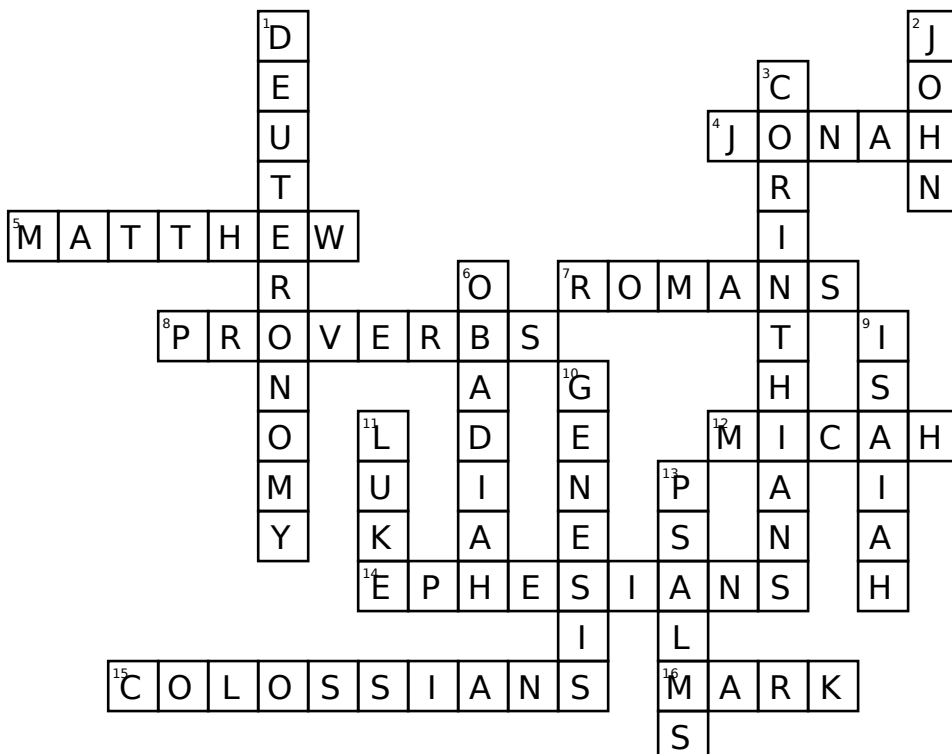 1 DEUTERONOMY
2 JOHN
3 CORINTHIANS
4 JONAH
5 MATTHEW
6 OBADIAH
7 ROMANS
8 PROVERBS
9 ISAIAH
10 GENESIS
11 LUKE
12 MICAH
13 PSALMS
14 EPHESIANS
15 COLOSSIANS
16 MARK